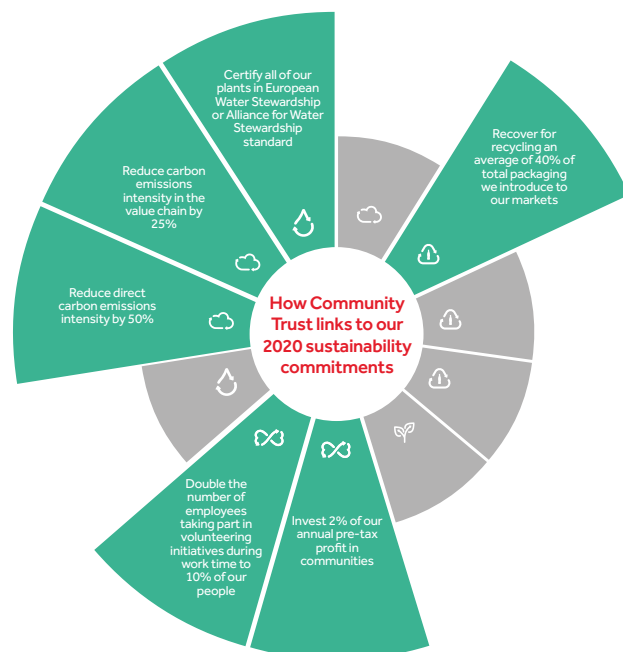 Certify all of our
plants in European
Water Stewardship
or Alliance for Water
Stewardship
standard
Recover for
recycling an
average of 40% of
total packaging
we introduce to
our markets
Reduce carbon
emissions
intensity in the
value chain by
25%
Reduce direct
carbon emissions
intensity by 50%
How Community
Trust links to our
2020 sustainability
commitments
Double the
number of
employees
taking part in
volunteering
initiatives during
work time to
10% of our
people
Invest 2% of our
annual pre-tax
profit in
communities